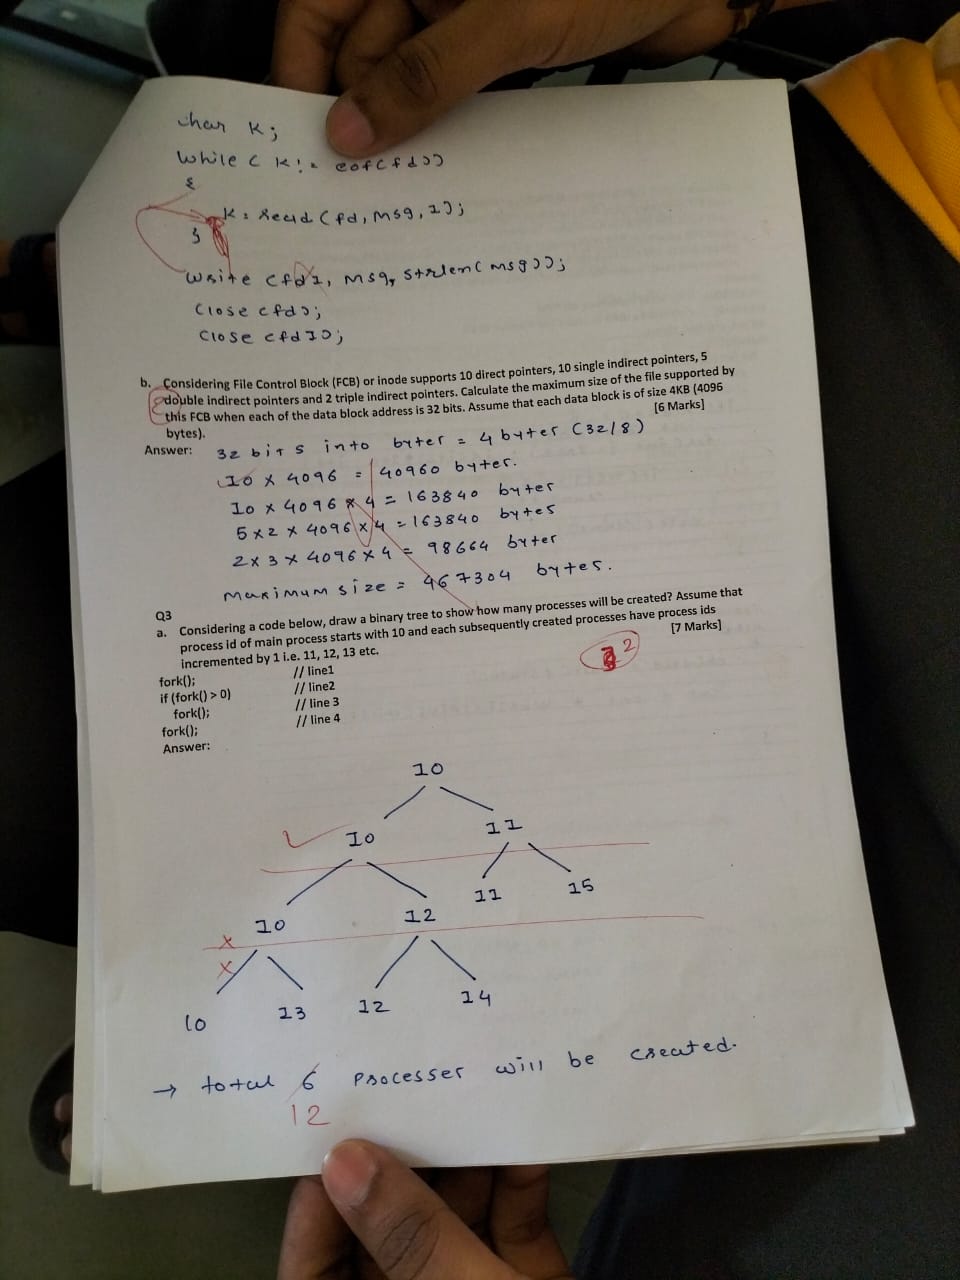 char k;
while ( k != eof(fd))
{
k = read (fd, msg, 1);
}
write (fd1, msg, strlen(msg));
close (fd);
close (fd1);
b. Considering File Control Block (FCB) or inode supports 10 direct pointers, 10 single indirect pointers, 5
double indirect pointers and 2 triple indirect pointers. Calculate the maximum size of the file supported by
this FCB when each of the data block address is 32 bits. Assume that each data block is of size 4KB (4096
bytes). [6 Marks]
Answer: 32 bits into byter = 4 byter (32/8)
10 x 4096 = 40960 byter.
10 x 4096 x 4 = 163840 byter
5 x 2 x 4096 x 4 = 163840 bytes
2 x 3 x 4096 x 4 = 98664 byter
maximum size = 467304 bytes.
Q3
a. Considering a code below, draw a binary tree to show how many processes will be created? Assume that
process id of main process starts with 10 and each subsequently created processes have process ids
incremented by 1 i.e. 11, 12, 13 etc. [7 Marks]
2
fork(); // line1
if (fork() > 0) // line2
fork(); // line 3
fork(); // line 4
Answer:
10
10 11
10 12 11 15
10 13 12 14
→ total 6 processer will be created.
12